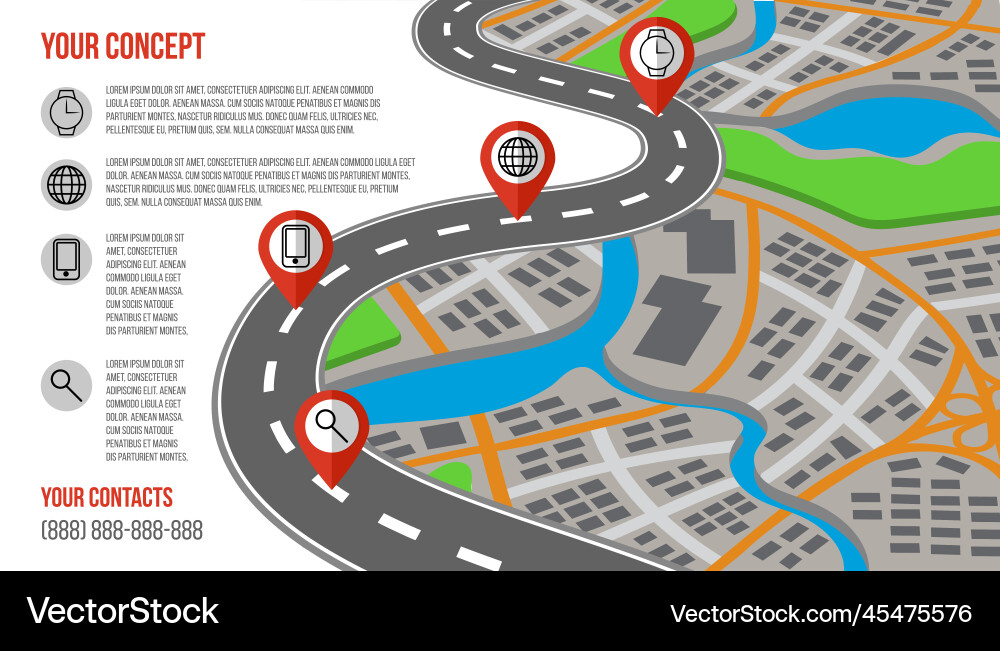 YOUR CONCEPT
LOREM IPSUM DOLOR SIT AMET, CONSECTETUER ADIPISCING ELIT. AENEAN COMMODO
LIGULA EGET DOLOR. AENEAN MASSA. CUM SOCIIS NATOQUE PENATIBUS ET MAGNIS DIS
PARTURIENT MONTES, NASCETUR RIDICULUS MUS. DONEC QUAM FELIS, ULTRICIES NEC,
PELLENTESQUE EU, PRETIUM QUIS, SEM. NULLA CONSEQUAT MASSA QUIS ENIM.
LOREM IPSUM DOLOR SIT AMET, CONSECTETUER ADIPISCING ELIT. AENEAN COMMODO LIGULA EGET
DOLOR. AENEAN MASSA. CUM SOCIIS NATOQUE PENATIBUS ET MAGNIS DIS PARTURIENT MONTES,
NASCETUR RIDICULUS MUS. DONEC QUAM FELIS, ULTRICIES NEC, PELLENTESQUE EU, PRETIUM
QUIS, SEM. NULLA CONSEQUAT MASSA QUIS ENIM.
LOREM IPSUM DOLOR SIT
AMET, CONSECTETUER
ADIPISCING ELIT. AENEAN
COMMODO LIGULA EGET
DOLOR. AENEAN MASSA.
CUM SOCIIS NATOQUE
PENATIBUS ET MAGNIS
DIS PARTURIENT MONTES.
LOREM IPSUM DOLOR SIT
AMET, CONSECTETUER
ADIPISCING ELIT. AENEAN
COMMODO LIGULA EGET
DOLOR. AENEAN MASSA.
CUM SOCIIS NATOQUE
PENATIBUS ET MAGNIS
DIS PARTURIENT MONTES.
YOUR CONTACTS
(888) 888-888-888
VectorStock
VectorStock.com/45475576